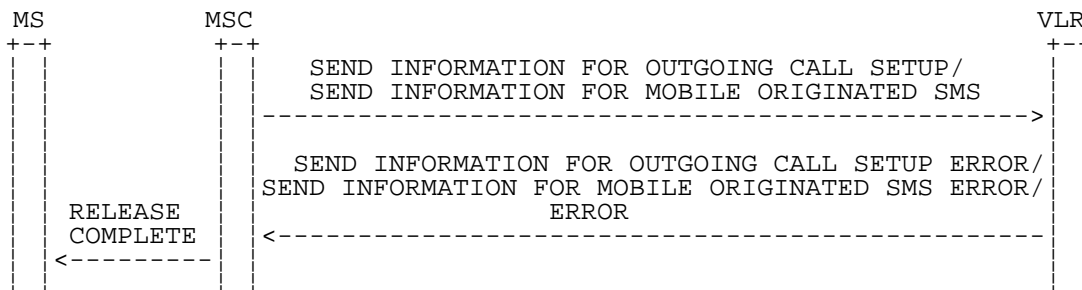 MS MSC VLR
SEND INFORMATION FOR OUTGOING CALL SETUP/
SEND INFORMATION FOR MOBILE ORIGINATED SMS
SEND INFORMATION FOR OUTGOING CALL SETUP ERROR/
SEND INFORMATION FOR MOBILE ORIGINATED SMS ERROR/
RELEASE ERROR
COMPLETE